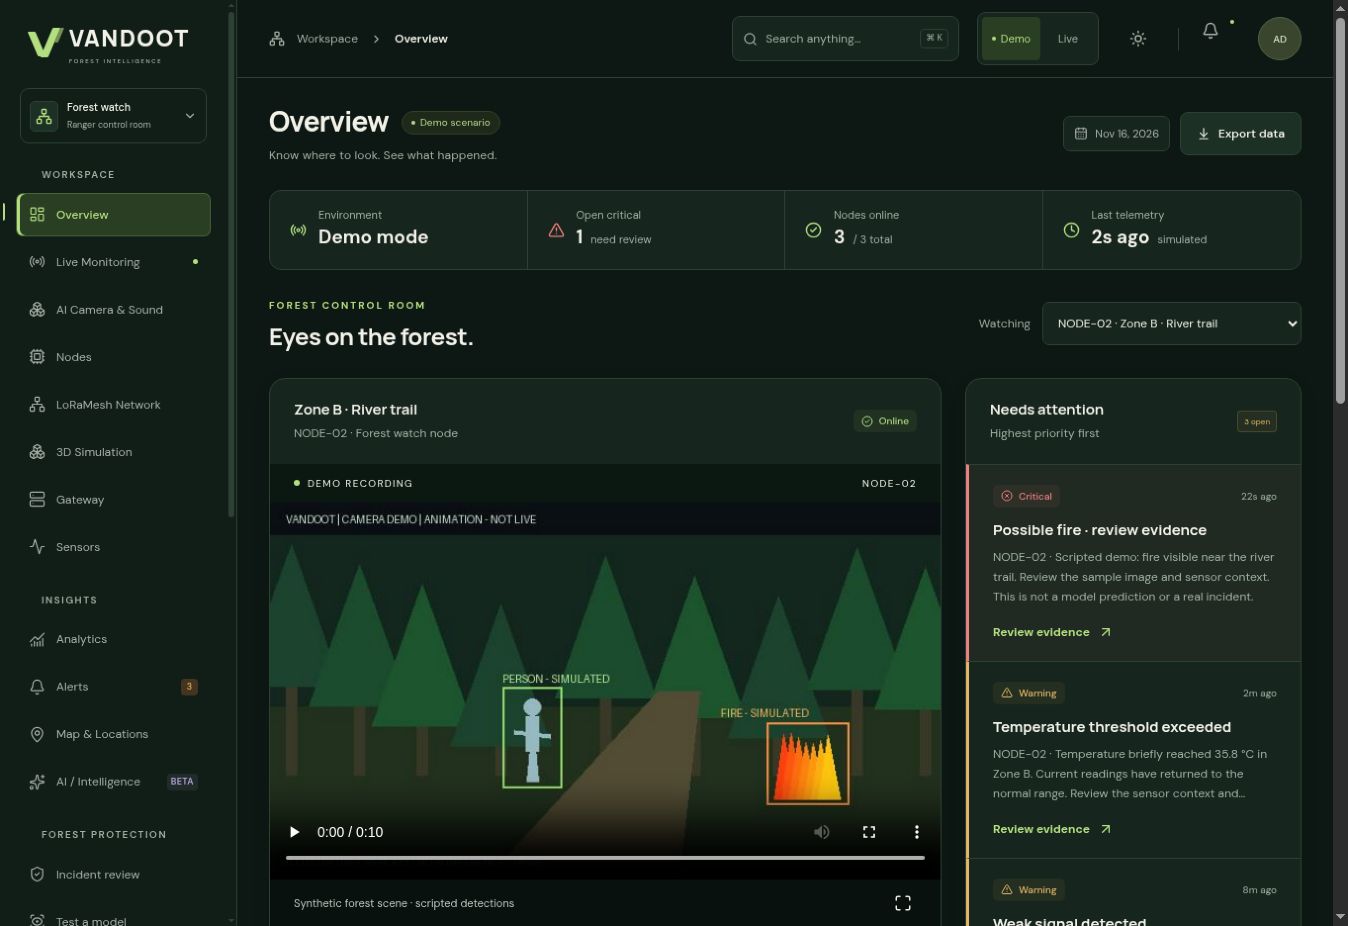 VANDOOT
FOREST INTELLIGENCE
Forest watch
Ranger control room
WORKSPACE
Overview
Live Monitoring
AI Camera & Sound
Nodes
LoRaMesh Network
3D Simulation
Gateway
Sensors
INSIGHTS
Analytics
Alerts 3
Map & Locations
AI / Intelligence BETA
FOREST PROTECTION
Incident review
Test a model
Workspace > Overview
Search anything... ⌘ K
• Demo Live
AD
Overview • Demo scenario
Know where to look. See what happened.
Nov 16, 2026
Export data
Environment
Demo mode
Open critical
1 need review
Nodes online
3 / 3 total
Last telemetry
2s ago simulated
FOREST CONTROL ROOM
Eyes on the forest.
Watching NODE-02 · Zone B · River trail
Zone B · River trail
NODE-02 · Forest watch node
Online
DEMO RECORDING NODE-02
VANDOOT | CAMERA DEMO | ANIMATION - NOT LIVE
PERSON - SIMULATED
FIRE - SIMULATED
0:00 / 0:10
Synthetic forest scene · scripted detections
Needs attention
Highest priority first
3 open
Critical 22s ago
Possible fire · review evidence
NODE-02 · Scripted demo: fire visible near the river
trail. Review the sample image and sensor context.
This is not a model prediction or a real incident.
Review evidence
Warning 2m ago
Temperature threshold exceeded
NODE-02 · Temperature briefly reached 35.8 °C in
Zone B. Current readings have returned to the
normal range. Review the sensor context and...
Review evidence
Warning 8m ago
Weak signal detected